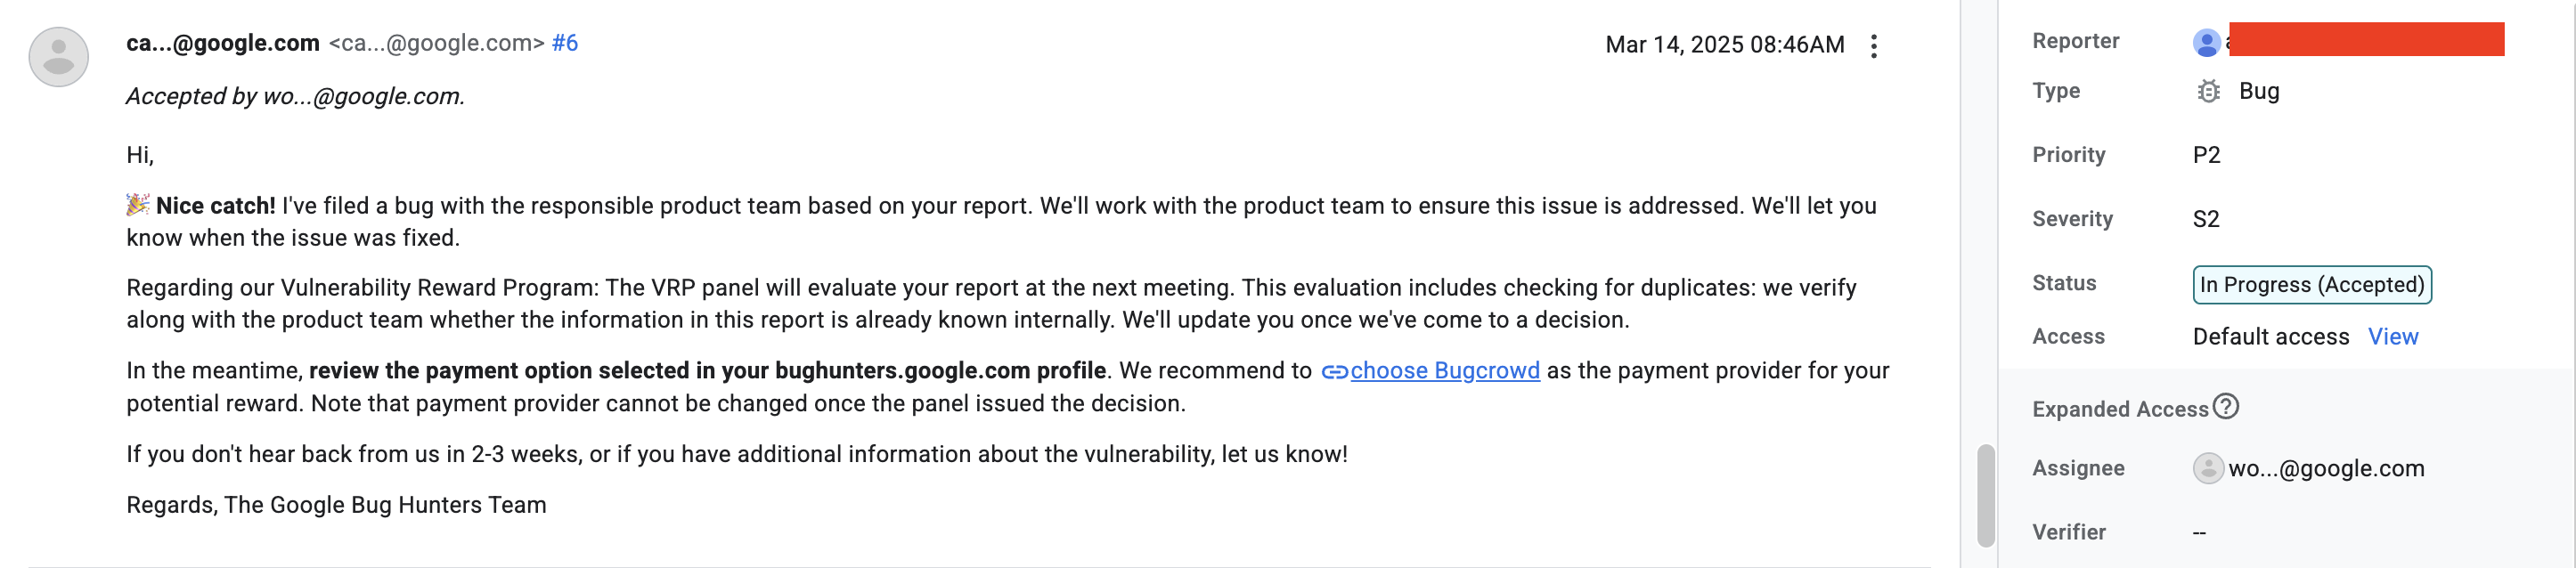 ca...@google.com <ca...@google.com> #6
Mar 14, 2025 08:46AM
Accepted by wo...@google.com.
Hi,
🎉 Nice catch! I've filed a bug with the responsible product team based on your report. We'll work with the product team to ensure this issue is addressed. We'll let you
know when the issue was fixed.
Regarding our Vulnerability Reward Program: The VRP panel will evaluate your report at the next meeting. This evaluation includes checking for duplicates: we verify
along with the product team whether the information in this report is already known internally. We'll update you once we've come to a decision.
In the meantime, review the payment option selected in your bughunters.google.com profile. We recommend to choose Bugcrowd as the payment provider for your
potential reward. Note that payment provider cannot be changed once the panel issued the decision.
If you don't hear back from us in 2-3 weeks, or if you have additional information about the vulnerability, let us know!
Regards, The Google Bug Hunters Team
Reporter
Type Bug
Priority P2
Severity S2
Status In Progress (Accepted)
Access Default access View
Expanded Access ?
Assignee wo...@google.com
Verifier --